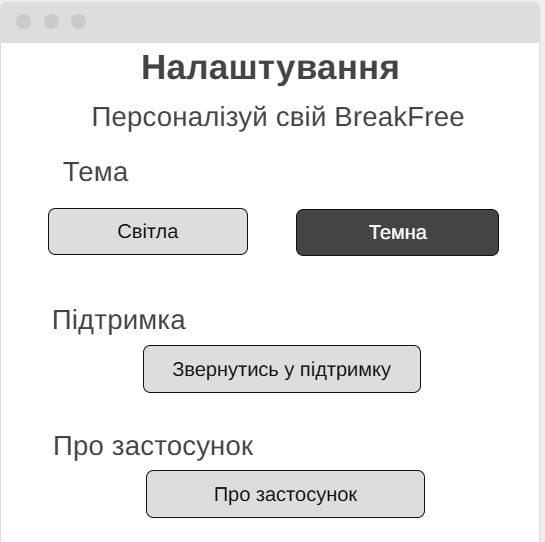 Налаштування
Персоналізуй свій BreakFree
Тема
Світла
Темна
Підтримка
Звернутись у підтримку
Про застосунок
Про застосунок